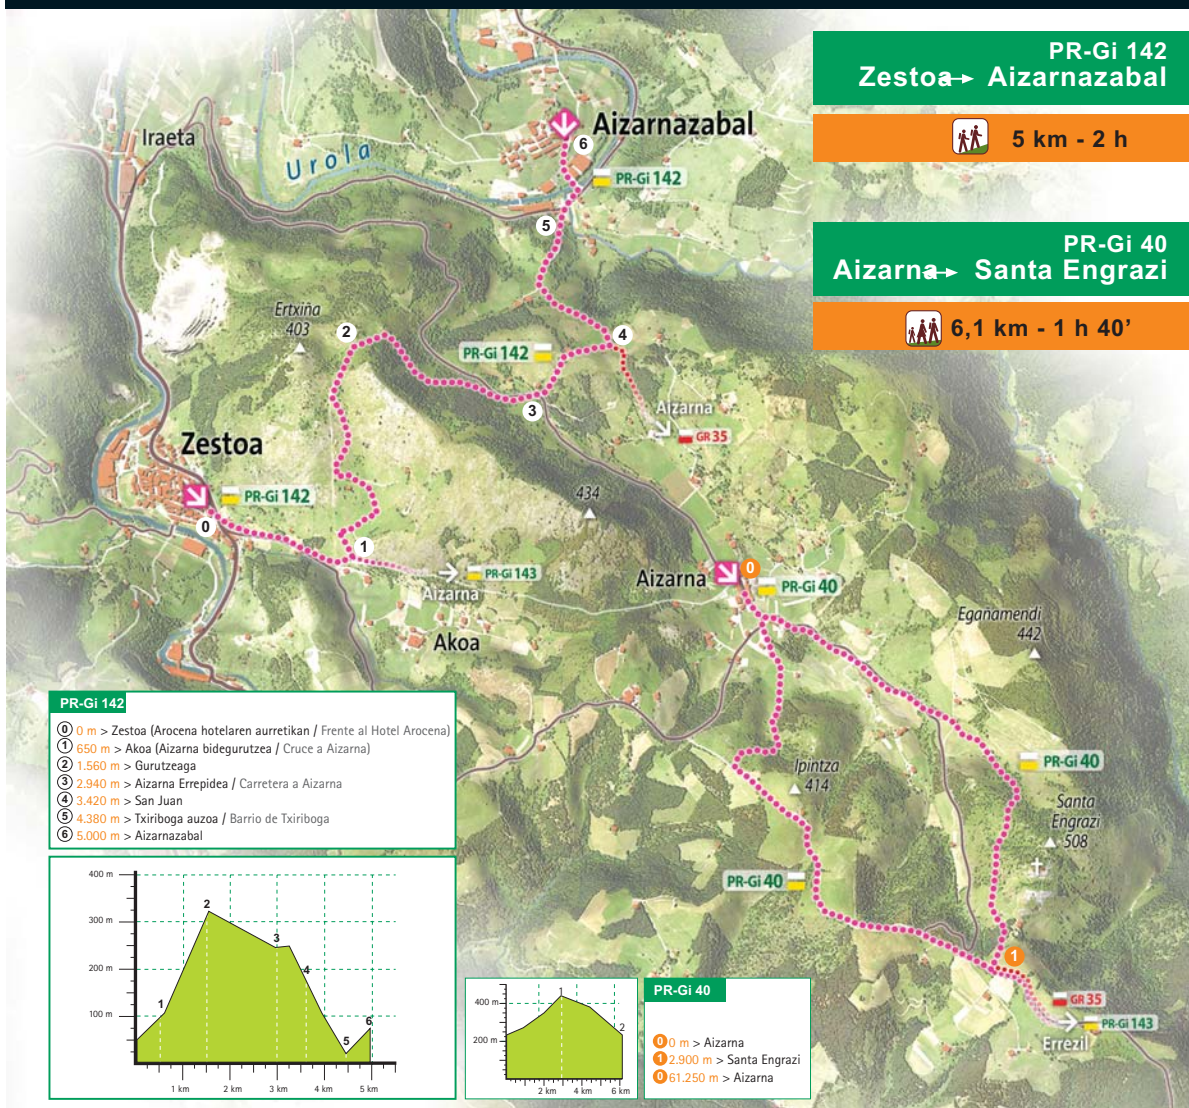 PR-Gi 142
Zestoa → Aizarnazabal
5 km - 2 h
PR-Gi 40
Aizarna → Santa Engrazi
6,1 km - 1 h 40’
Iraeta
Urola
Aizarnazabal
6
PR-Gi 142
5
Ertxiña
403
2
4
PR-Gi 142
3
Aizarna
GR 35
Zestoa
PR-Gi 142
0
434
1
PR-Gi 143
Aizarna
Akoa
Aizarna
0
PR-Gi 40
Egañamendi
442
PR-Gi 40
Ipintza
414
Santa
Engrazi
508
PR-Gi 40
1
GR 35
PR-Gi 143
Errezil
PR-Gi 142
0 0 m > Zestoa (Arocena hotelaren aurretikan / Frente al Hotel Arocena)
1 650 m > Akoa (Aizarna bidegurutzea / Cruce a Aizarna)
2 1.560 m > Gurutzeaga
3 2.940 m > Aizarna Errepidea / Carretera a Aizarna
4 3.420 m > San Juan
5 4.380 m > Txiriboga auzoa / Barrio de Txiriboga
6 5.000 m > Aizarnazabal
400 m
300 m
200 m
100 m
1
2
3
4
5
6
1 km 2 km 3 km 4 km 5 km
400 m
200 m
1
2
2 km 4 km 6 km
PR-Gi 40
0 0 m > Aizarna
1 2.900 m > Santa Engrazi
0 61.250 m > Aizarna